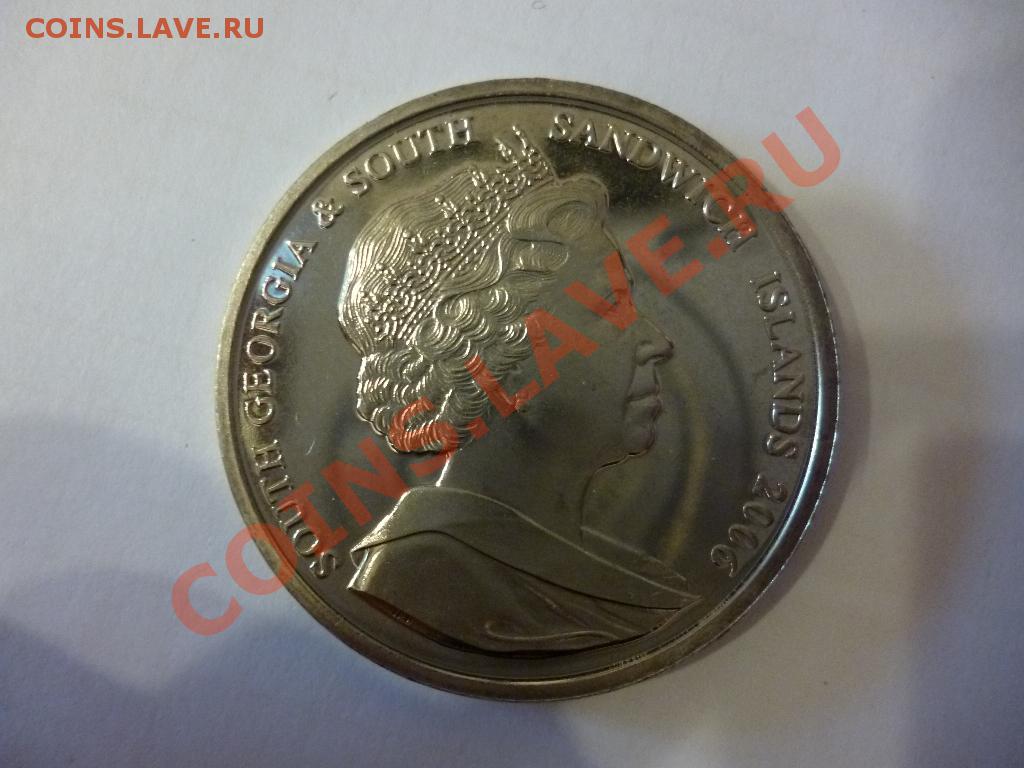 COINS.LAVE.RU
SOUTH GEORGIA & SOUTH SANDWICH ISLANDS 2006
COINS.LAVE.RU